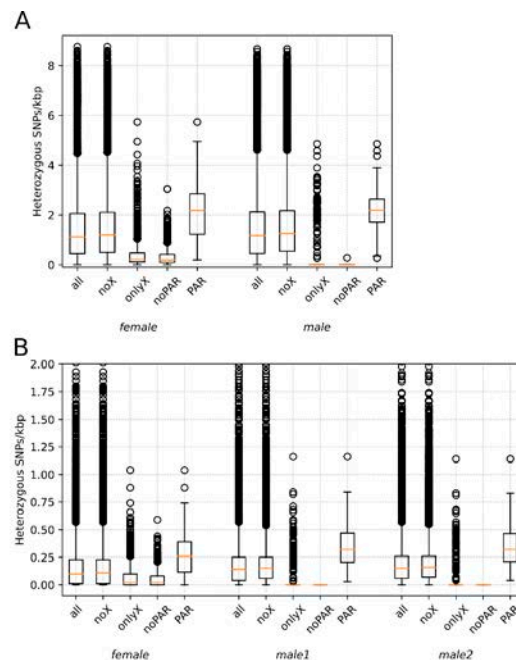 A
Heterozygous SNPs/kbp
8
6
4
2
0
all noX onlyX noPAR PAR all noX onlyX noPAR PAR
female male
B
Heterozygous SNPs/kbp
2.00
1.75
1.50
1.25
1.00
0.75
0.50
0.25
0.00
all noX onlyX noPAR PAR all noX onlyX noPAR PAR all noX onlyX noPAR PAR
female male1 male2